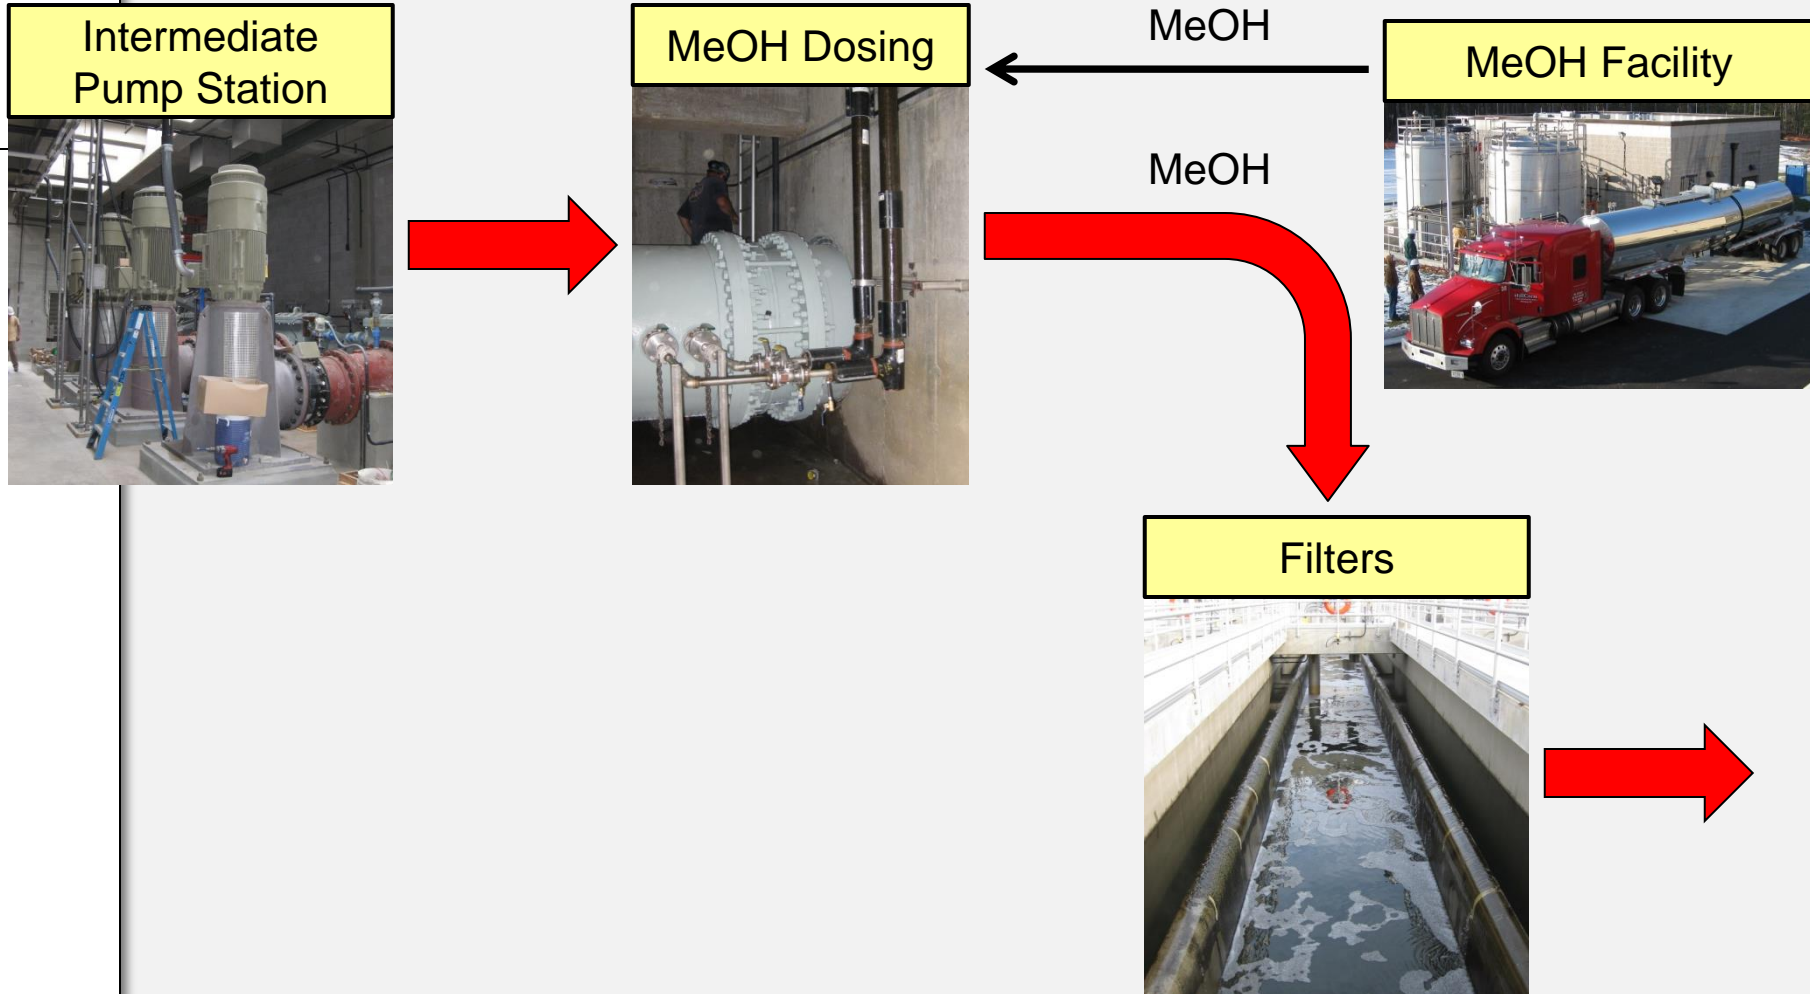 Intermediate
Pump Station
MeOH Dosing
MeOH
MeOH Facility
MeOH
Filters